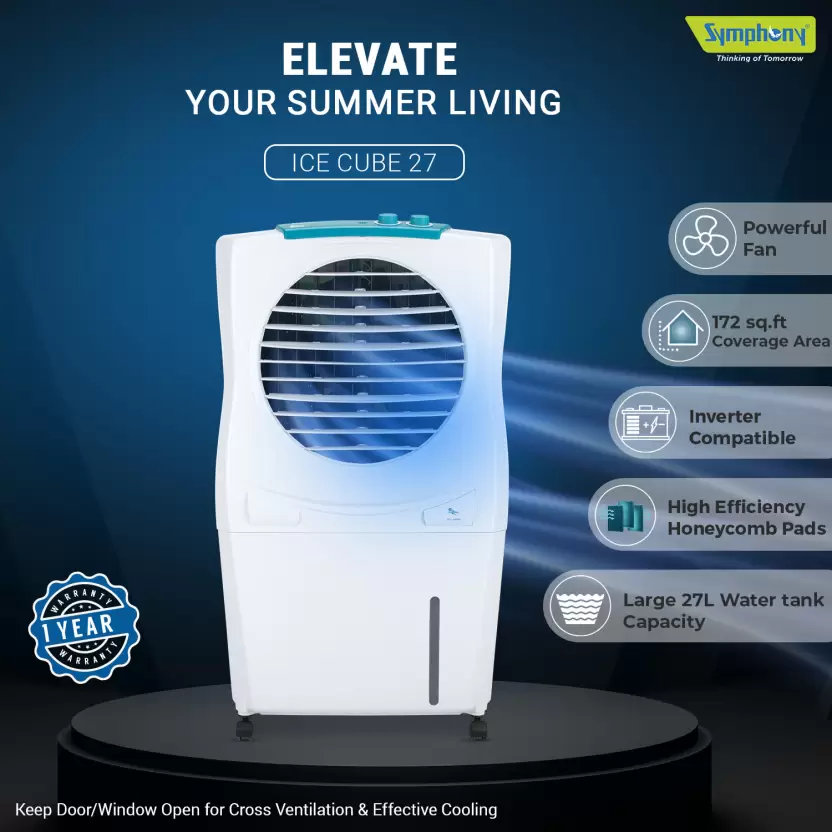 Symphony
Thinking of Tomorrow
ELEVATE
YOUR SUMMER LIVING
ICE CUBE 27
Powerful
Fan
172 sq.ft
Coverage Area
Inverter
Compatible
High Efficiency
Honeycomb Pads
Large 27L Water tank
Capacity
WARRANTY
1 YEAR
WARRANTY
Keep Door/Window Open for Cross Ventilation & Effective Cooling